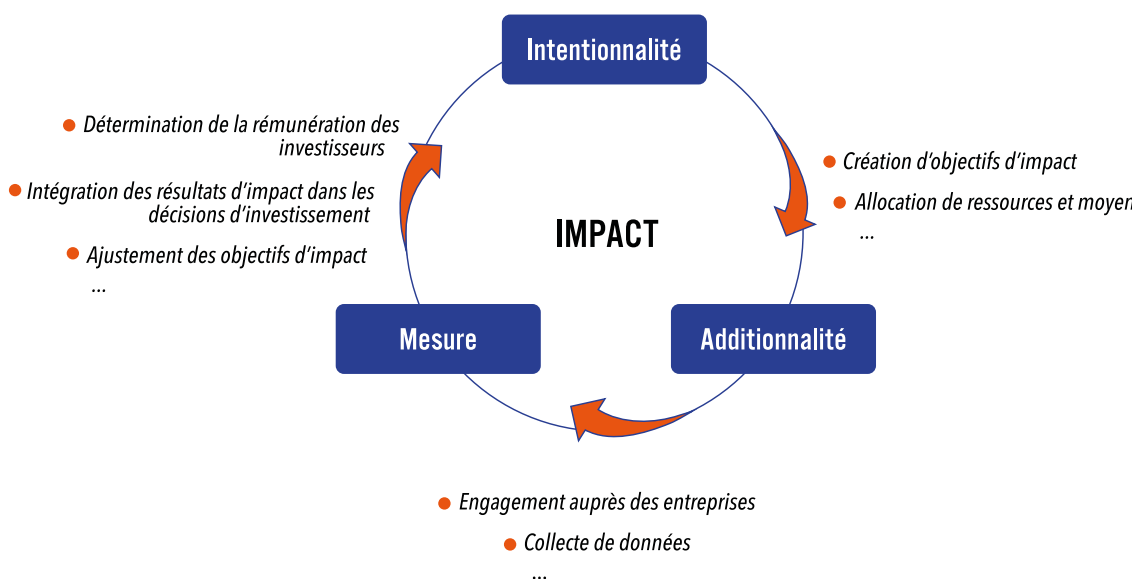 Intentionnalité
Détermination de la rémunération des
investisseurs
Intégration des résultats d'impact dans les
décisions d'investissement
Ajustement des objectifs d'impact
...
IMPACT
Création d'objectifs d'impact
Allocation de ressources et moyen
...
Mesure
Additionnalité
Engagement auprès des entreprises
Collecte de données
...